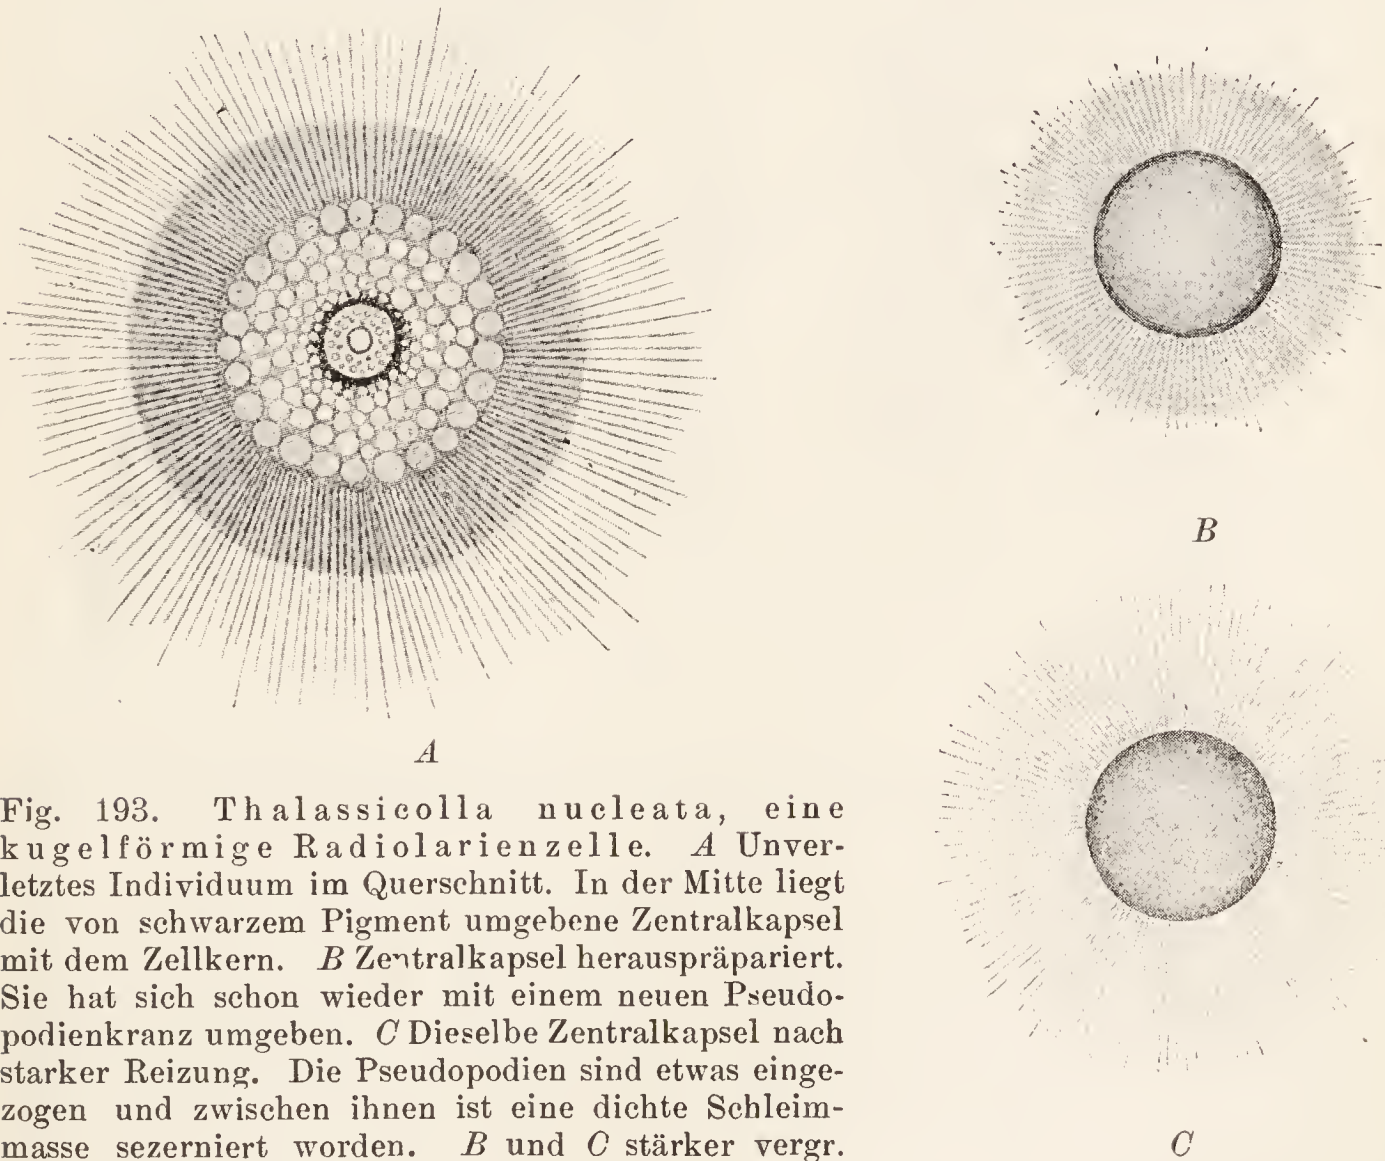 A
B
C
Fig. 193. Thalassicolla nucleata, eine
kugelförmige Radiolarienzelle. A Unver-
letztes Individuum im Querschnitt. In der Mitte liegt
die von schwarzem Pigment umgebene Zentralkapsel
mit dem Zellkern. B Zentralkapsel herauspräpariert.
Sie hat sich schon wieder mit einem neuen Pseudo-
podienkranz umgeben. C Dieselbe Zentralkapsel nach
starker Reizung. Die Pseudopodien sind etwas einge-
zogen und zwischen ihnen ist eine dichte Schleim-
masse sezerniert worden. B und C stärker vergr.